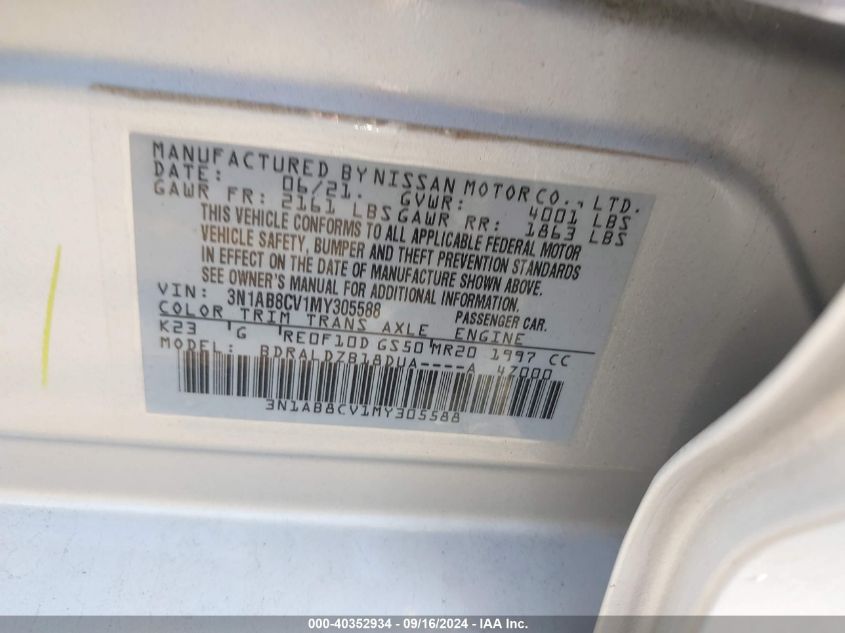 MANUFACTURED BY NISSAN MOTOR CO., LTD.
DATE: 06/21. GVWR: 4001 LBS
GAWR FR: 2161 LBS GAWR RR: 1863 LBS
THIS VEHICLE CONFORMS TO ALL APPLICABLE FEDERAL MOTOR
VEHICLE SAFETY, BUMPER AND THEFT PREVENTION STANDARDS
IN EFFECT ON THE DATE OF MANUFACTURE SHOWN ABOVE.
SEE OWNER'S MANUAL FOR ADDITIONAL INFORMATION.
VIN: 3N1AB8CV1MY305588 PASSENGER CAR.
COLOR TRIM TRANS AXLE ENGINE
K23 G RE0F10D GS50 MR20 1997 CC
MODEL: BDRALDZB18DUA----A 47000
3N1AB8CV1MY305588
000-40352934 - 09/16/2024 - IAA Inc.